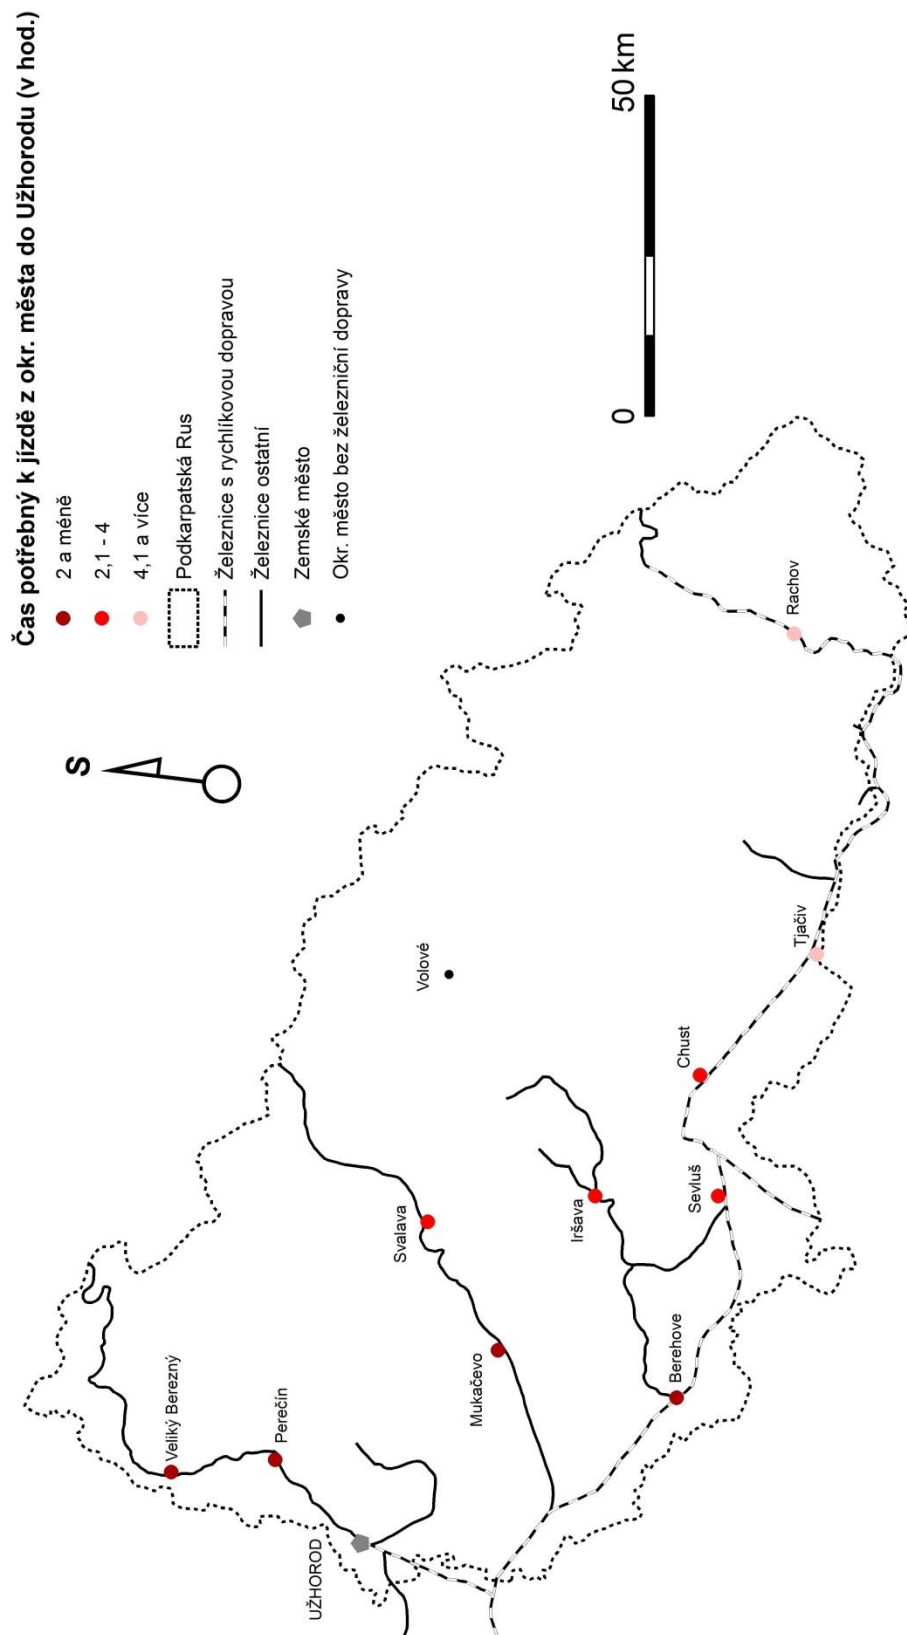 Čas potřebný k jízdě z okr. města do Užhorodu (v hod.)
2 a méně
2,1 - 4
4,1 a více
Podkarpatská Rus
Železnice s rychlíkovou dopravou
Železnice ostatní
Zemské město
Okr. město bez železniční dopravy
S
0
50 km
Veliký Berezný
Perečín
UŽHOROD
Svalava
Mukačevo
Volové
Iršava
Berehove
Sevluš
Chust
Tjačiv
Rachov